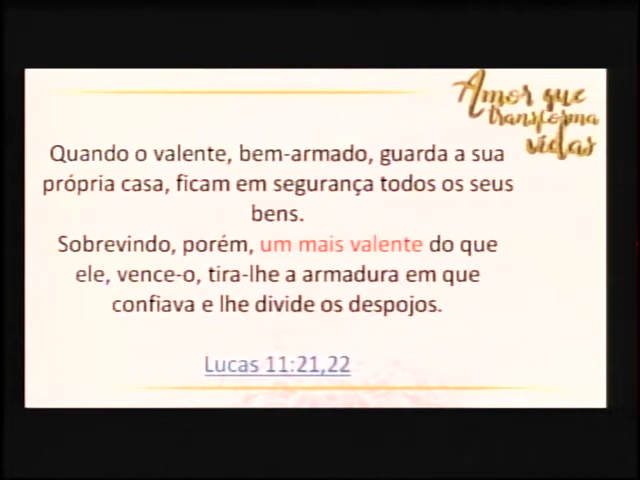 Amor que
transforma
vidas
Quando o valente, bem-armado, guarda a sua
própria casa, ficam em segurança todos os seus
bens.
Sobrevindo, porém, um mais valente do que
ele, vence-o, tira-lhe a armadura em que
confiava e lhe divide os despojos.
Lucas 11:21,22